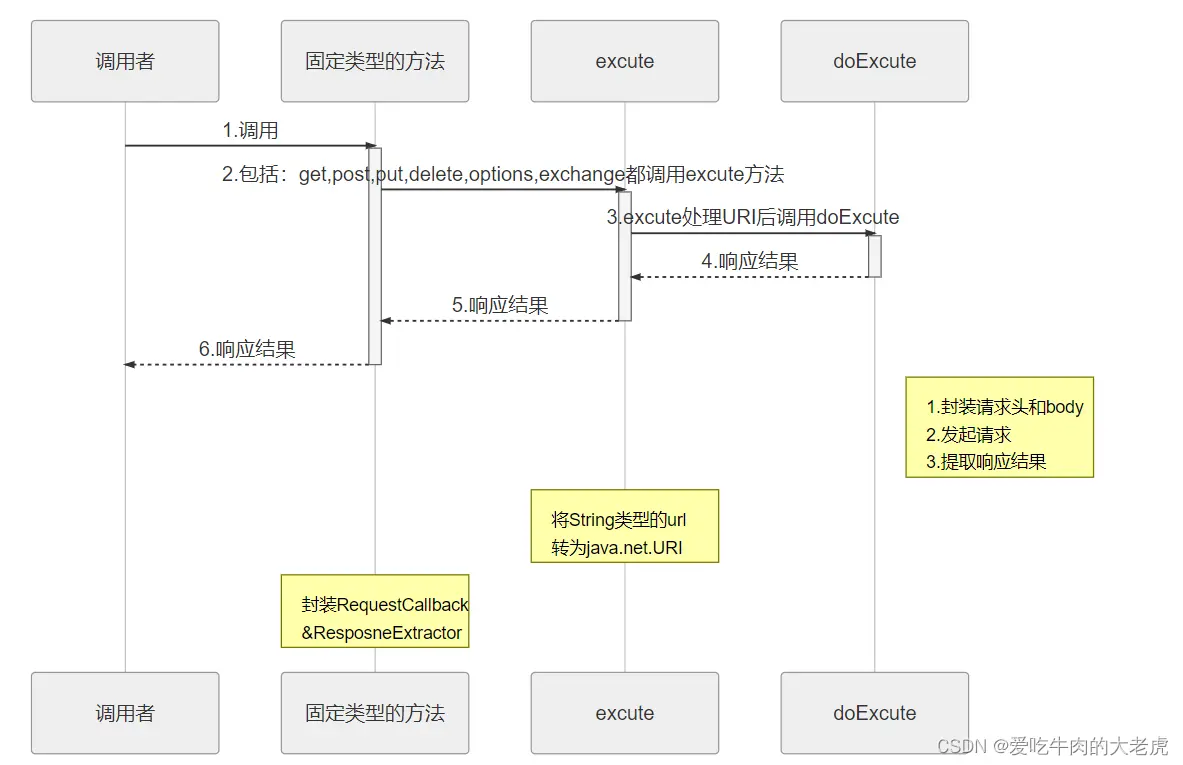 调用者
固定类型的方法
excute
doExcute
1.调用
2.包括：get,post,put,delete,options,exchange都调用excute方法
3.excute处理URI后调用doExcute
4.响应结果
5.响应结果
6.响应结果
1.封装请求头和body
2.发起请求
3.提取响应结果
将String类型的url
转为java.net.URI
封装RequestCallback
&ResposneExtractor
调用者
固定类型的方法
excute
doExcute
CSDN @爱吃牛肉的大老虎